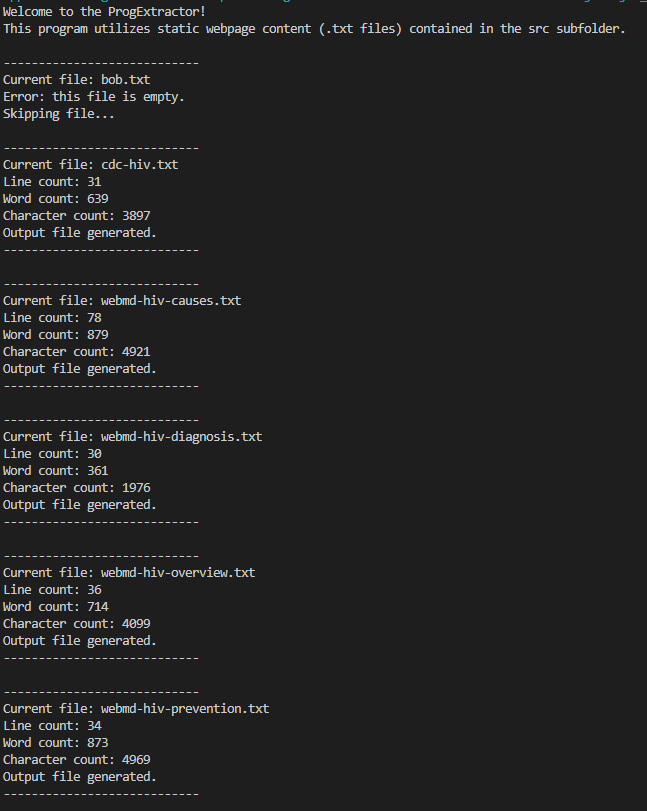 Welcome to the ProgExtractor!
This program utilizes static webpage content (.txt files) contained in the src subfolder.
----------------------------
Current file: bob.txt
Error: this file is empty.
Skipping file...
----------------------------
Current file: cdc-hiv.txt
Line count: 31
Word count: 639
Character count: 3897
Output file generated.
----------------------------
----------------------------
Current file: webmd-hiv-causes.txt
Line count: 78
Word count: 879
Character count: 4921
Output file generated.
----------------------------
----------------------------
Current file: webmd-hiv-diagnosis.txt
Line count: 30
Word count: 361
Character count: 1976
Output file generated.
----------------------------
----------------------------
Current file: webmd-hiv-overview.txt
Line count: 36
Word count: 714
Character count: 4099
Output file generated.
----------------------------
----------------------------
Current file: webmd-hiv-prevention.txt
Line count: 34
Word count: 873
Character count: 4969
Output file generated.
----------------------------